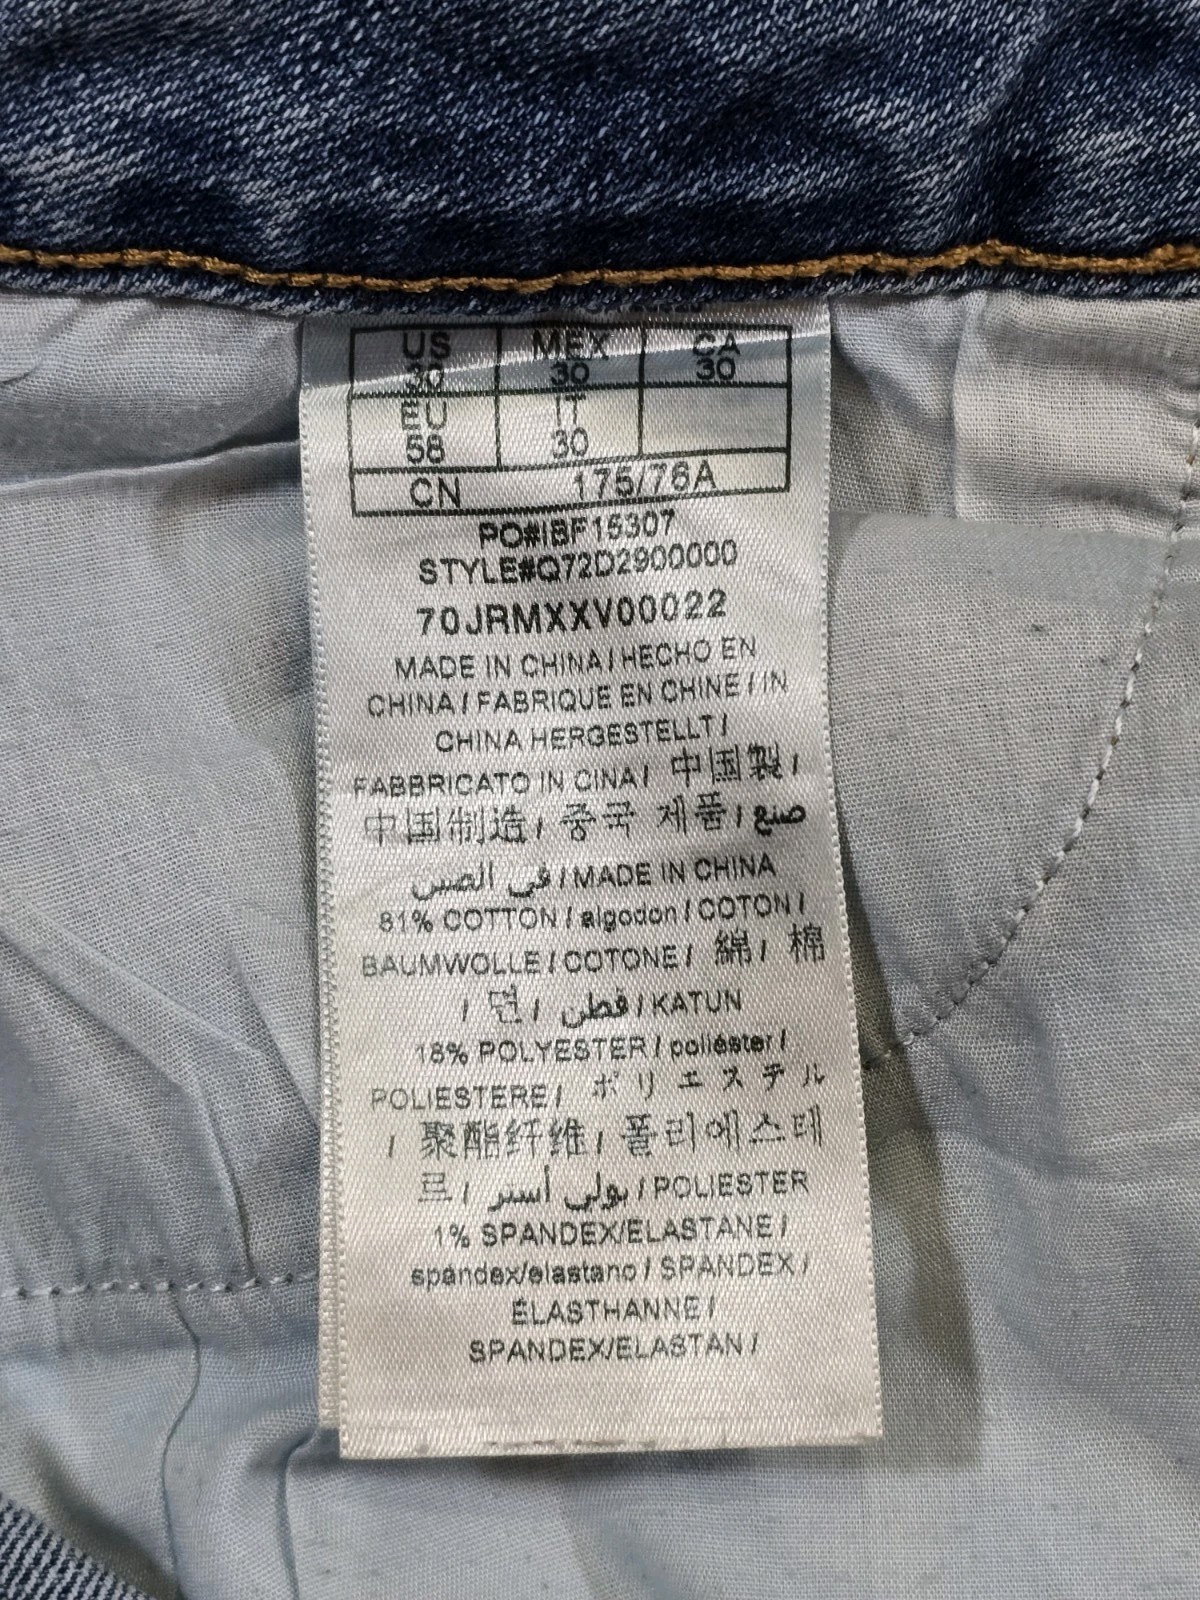 US MEX CA
30 30 30
EU IT
58 30
CN 175/76A
PO#IBF15307
STYLE#Q72D2900000
70JRMXXV00022
MADE IN CHINA / HECHO EN
CHINA / FABRIQUE EN CHINE / IN
CHINA HERGESTELLT /
FABBRICATO IN CINA / 中国製 /
中国制造 / 중국 제품 / صنع
في الصين / MADE IN CHINA
81% COTTON / algodon / COTON /
BAUMWOLLE / COTONE / 綿 / 棉
/ 면 / قطن / KATUN
18% POLYESTER / poliéster /
POLIESTERE / ポリエステル
/ 聚酯纤维 / 폴리에스테
르 / بولي أستر / POLIESTER
1% SPANDEX/ELASTANE /
spandex/elastano / SPANDEX /
ÉLASTHANNE /
SPANDEX/ELASTAN /